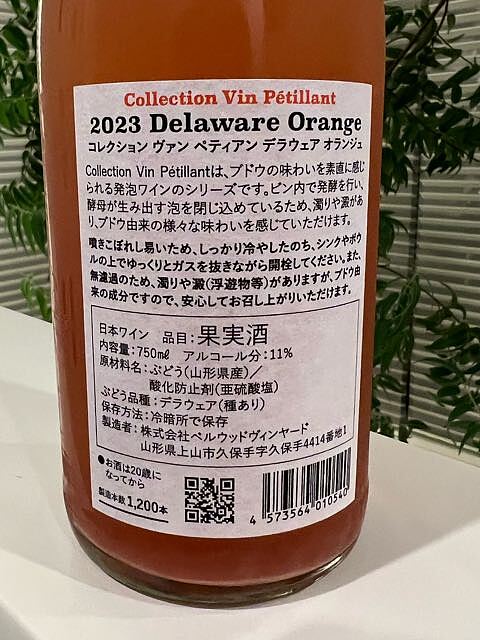 Collection Vin Pétillant
2023 Delaware Orange
コレクション ヴァン ペティアン デラウェア オランジュ
Collection Vin Pétillantは、ブドウの味わいを素直に感じ
られる発泡ワインのシリーズです。ビン内で発酵を行い、
酵母が生み出す泡を閉じ込めているため、濁りや澱があ
り、ブドウ由来の様々な味わいを感じていただけます。
噴きこぼれし易いため、しっかり冷やしたのち、シンクやボウ
ルの上でゆっくりとガスを抜きながら開栓してください。また、
無濾過のため、濁りや澱(浮遊物等)がありますが、ブドウ由
来の成分ですので、安心してお召し上がりいただけます。
日本ワイン 品目:果実酒
内容量:750㎖ アルコール分:11%
原材料名:ぶどう(山形県産)/
酸化防止剤(亜硫酸塩)
ぶどう品種:デラウェア(種あり)
保存方法:冷暗所で保存
製造者:株式会社ベルウッドヴィンヤード
山形県上山市久保手字久保手4414番地1
●お酒は20歳に
なってから
製造本数1,200本
4 573564 010540